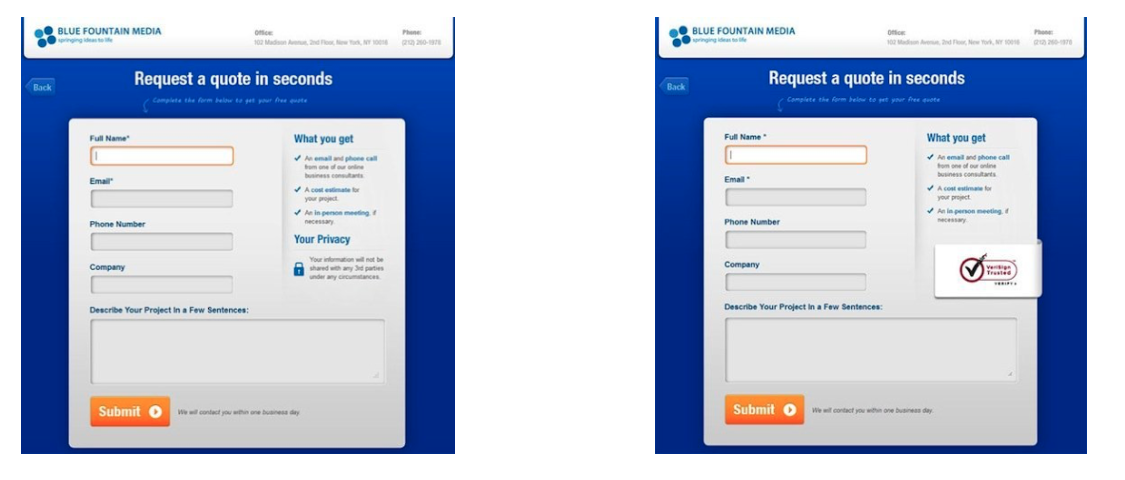 BLUE FOUNTAIN MEDIA
springing ideas to life
Office:
102 Madison Avenue, 2nd Floor, New York, NY 10016
Phone:
(212) 260-1978
Back
Request a quote in seconds
Complete the form below to get your free quote
Full Name*
Email*
Phone Number
Company
Describe Your Project In a Few Sentences:
Submit
We will contact you within one business day.
What you get
An email and phone call
from one of our online
business consultants.
A cost estimate for
your project.
An in-person meeting, if
necessary.
Your Privacy
Your information will not be
shared with any 3rd parties
under any circumstances.
BLUE FOUNTAIN MEDIA
springing ideas to life
Office:
102 Madison Avenue, 2nd Floor, New York, NY 10016
Phone:
(212) 260-1978
Back
Request a quote in seconds
Complete the form below to get your free quote
Full Name *
Email *
Phone Number
Company
Describe Your Project In a Few Sentences:
Submit
We will contact you within one business day.
What you get
An email and phone call
from one of our online
business consultants.
A cost estimate for
your project.
An in-person meeting, if
necessary.
VeriSign
Trusted
VERIFY